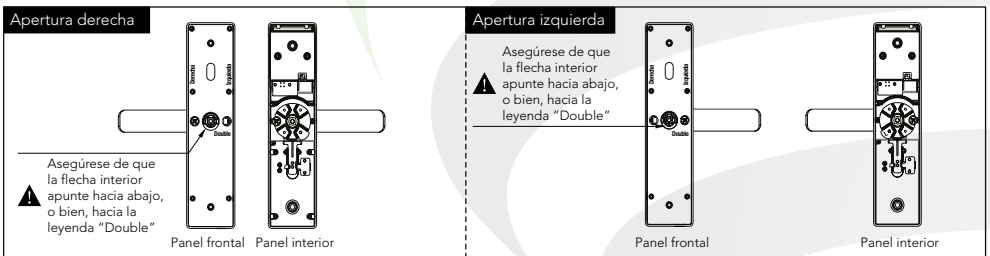 Apertura derecha
Derecha
Izquierda
Double
Asegúrese de que
la flecha interior
apunte hacia abajo,
o bien, hacia la
leyenda "Double"
Panel frontal
Panel interior
Apertura izquierda
Asegúrese de que
la flecha interior
apunte hacia abajo,
o bien, hacia la
leyenda "Double"
Derecha
Izquierda
Double
Panel frontal
Panel interior